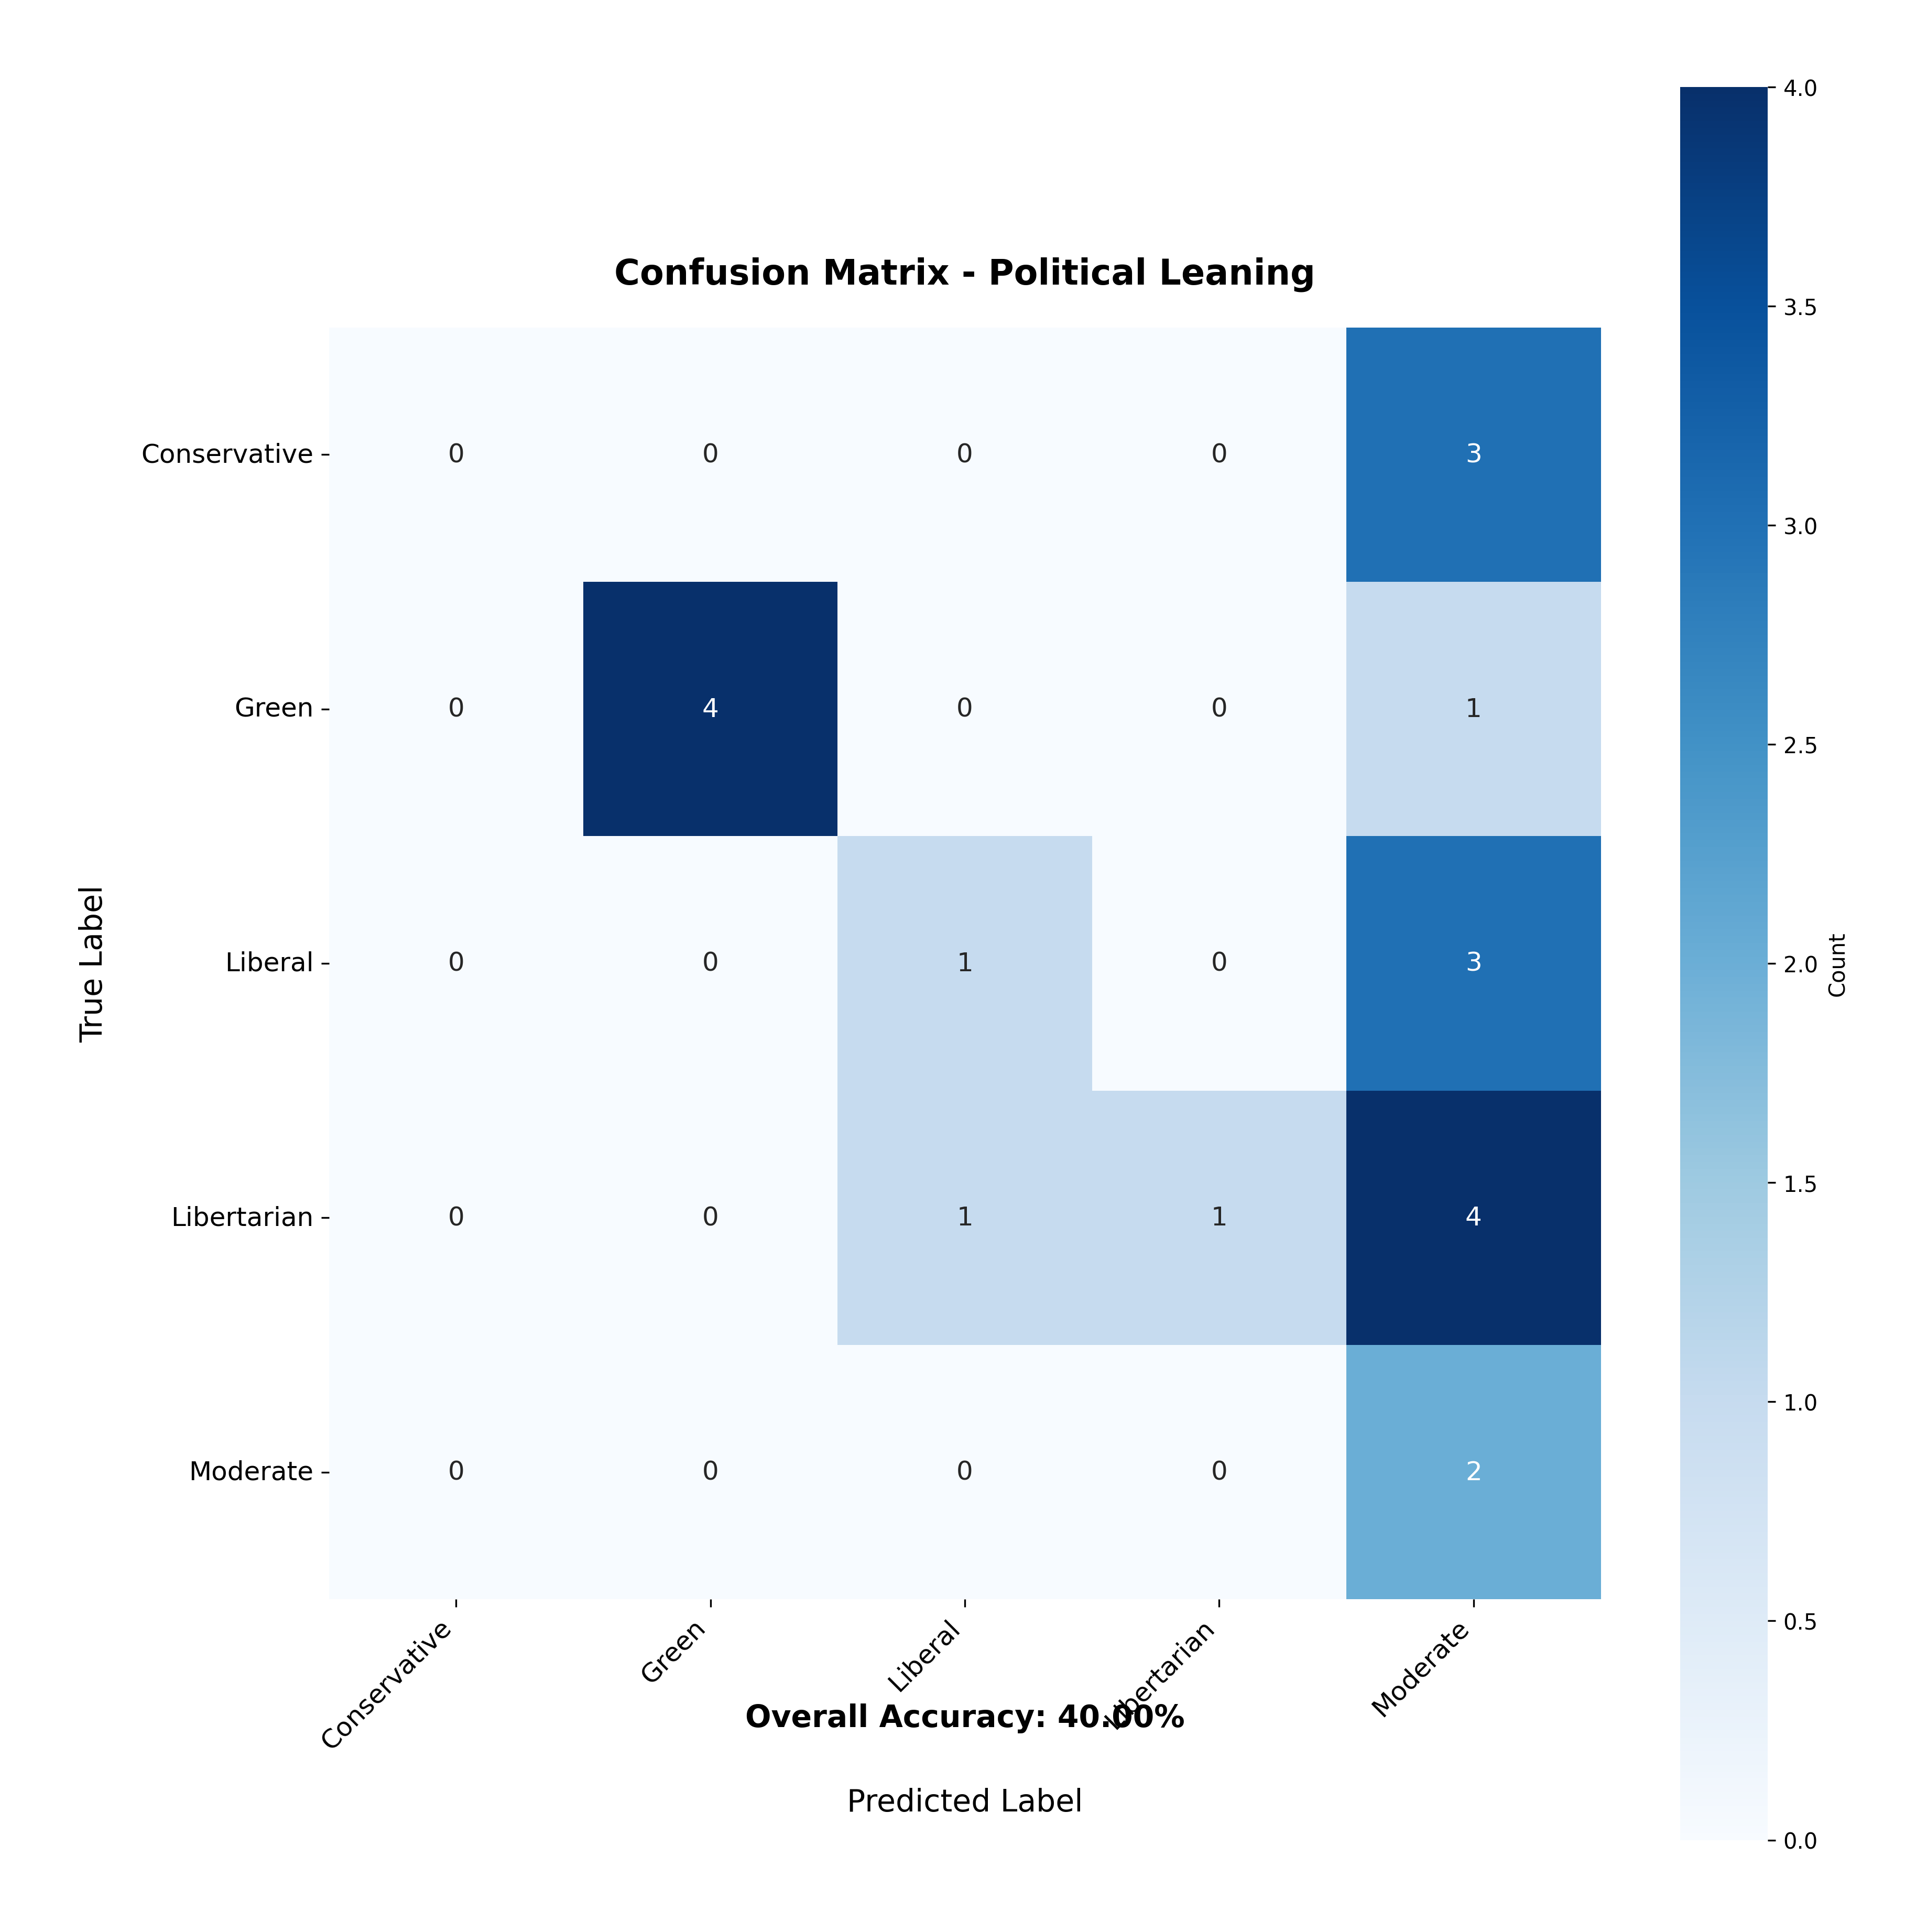 Confusion Matrix - Political Leaning
True Label
Conservative 0 0 0 0 3
Green 0 4 0 0 1
Liberal 0 0 1 0 3
Libertarian 0 0 1 1 4
Moderate 0 0 0 0 2
Conservative Green Liberal Libertarian Moderate
Overall Accuracy: 40.00%
Predicted Label
4.0
3.5
3.0
2.5
2.0
1.5
1.0
0.5
0.0
Count